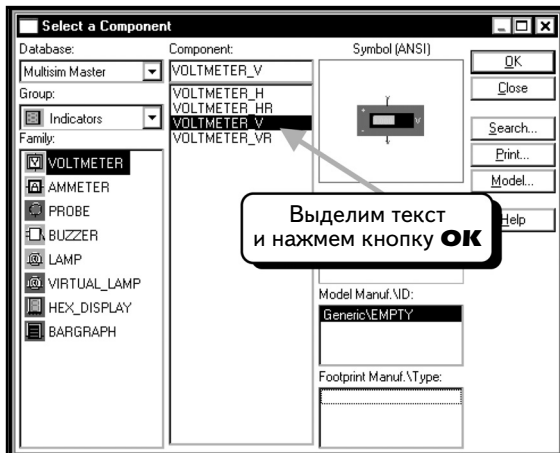 Select a Component
Database:
Multisim Master
Group:
Indicators
Family:
VOLTMETER
AMMETER
PROBE
BUZZER
LAMP
VIRTUAL_LAMP
HEX_DISPLAY
BARGRAPH
Component:
VOLTMETER_V
VOLTMETER_H
VOLTMETER_HR
VOLTMETER_V
VOLTMETER_VR
Symbol (ANSI)
+
-
V
Model Manuf.\ID:
Generic\EMPTY
Footprint Manuf.\Type:
OK
Close
Search...
Print...
Model...
Help
Выделим текст
и нажмем кнопку OK